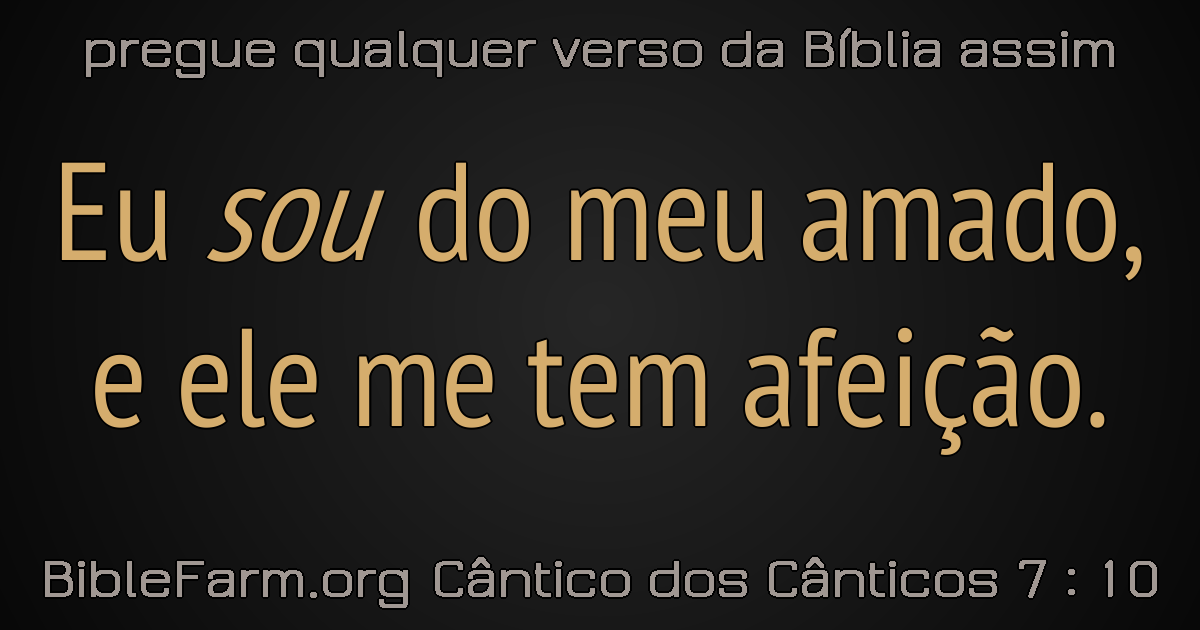 pregue qualquer verso da Bíblia assim
Eu sou do meu amado,
e ele me tem afeição.
BibleFarm.org Cântico dos Cânticos 7 : 10